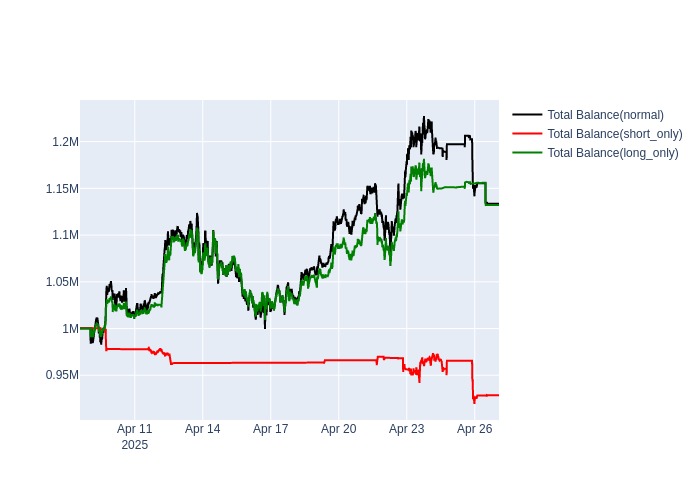 Total Balance(normal)
Total Balance(short_only)
Total Balance(long_only)
1.2M
1.15M
1.1M
1.05M
1M
0.95M
Apr 11
2025
Apr 14
Apr 17
Apr 20
Apr 23
Apr 26